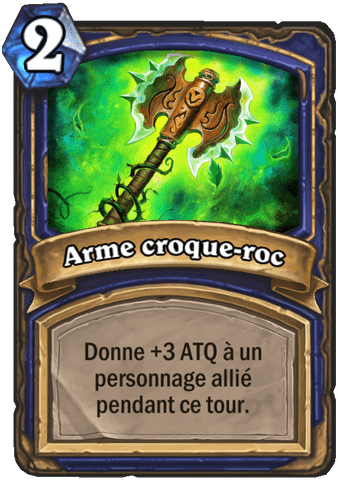 2
Arme croque-roc
Donne +3 ATQ à un
personnage allié
pendant ce tour.